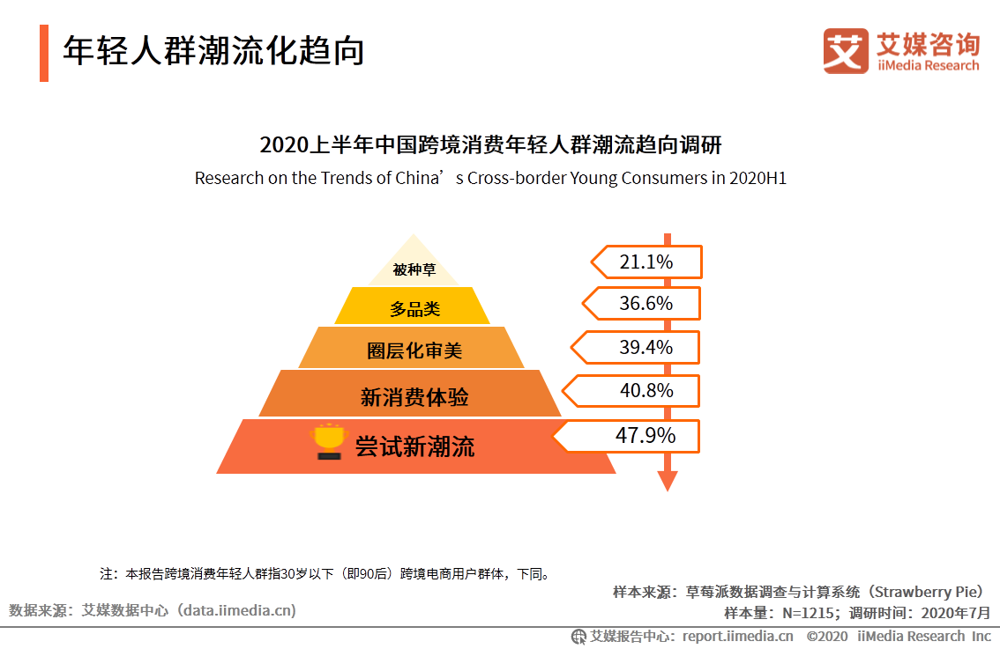 年轻人群潮流化趋向
艾 艾媒咨询
iiMedia Research
2020上半年中国跨境消费年轻人群潮流趋向调研
Research on the Trends of China’s Cross-border Young Consumers in 2020H1
被种草
21.1%
多品类
36.6%
圈层化审美
39.4%
新消费体验
40.8%
尝试新潮流
47.9%
注：本报告跨境消费年轻人群指30岁以下（即90后）跨境电商用户群体，下同。
样本来源：草莓派数据调查与计算系统（Strawberry Pie）
数据来源：艾媒数据中心（data.iimedia.cn）
样本量：N=1215；调研时间：2020年7月
艾媒报告中心：report.iimedia.cn ©2020 iiMedia Research Inc